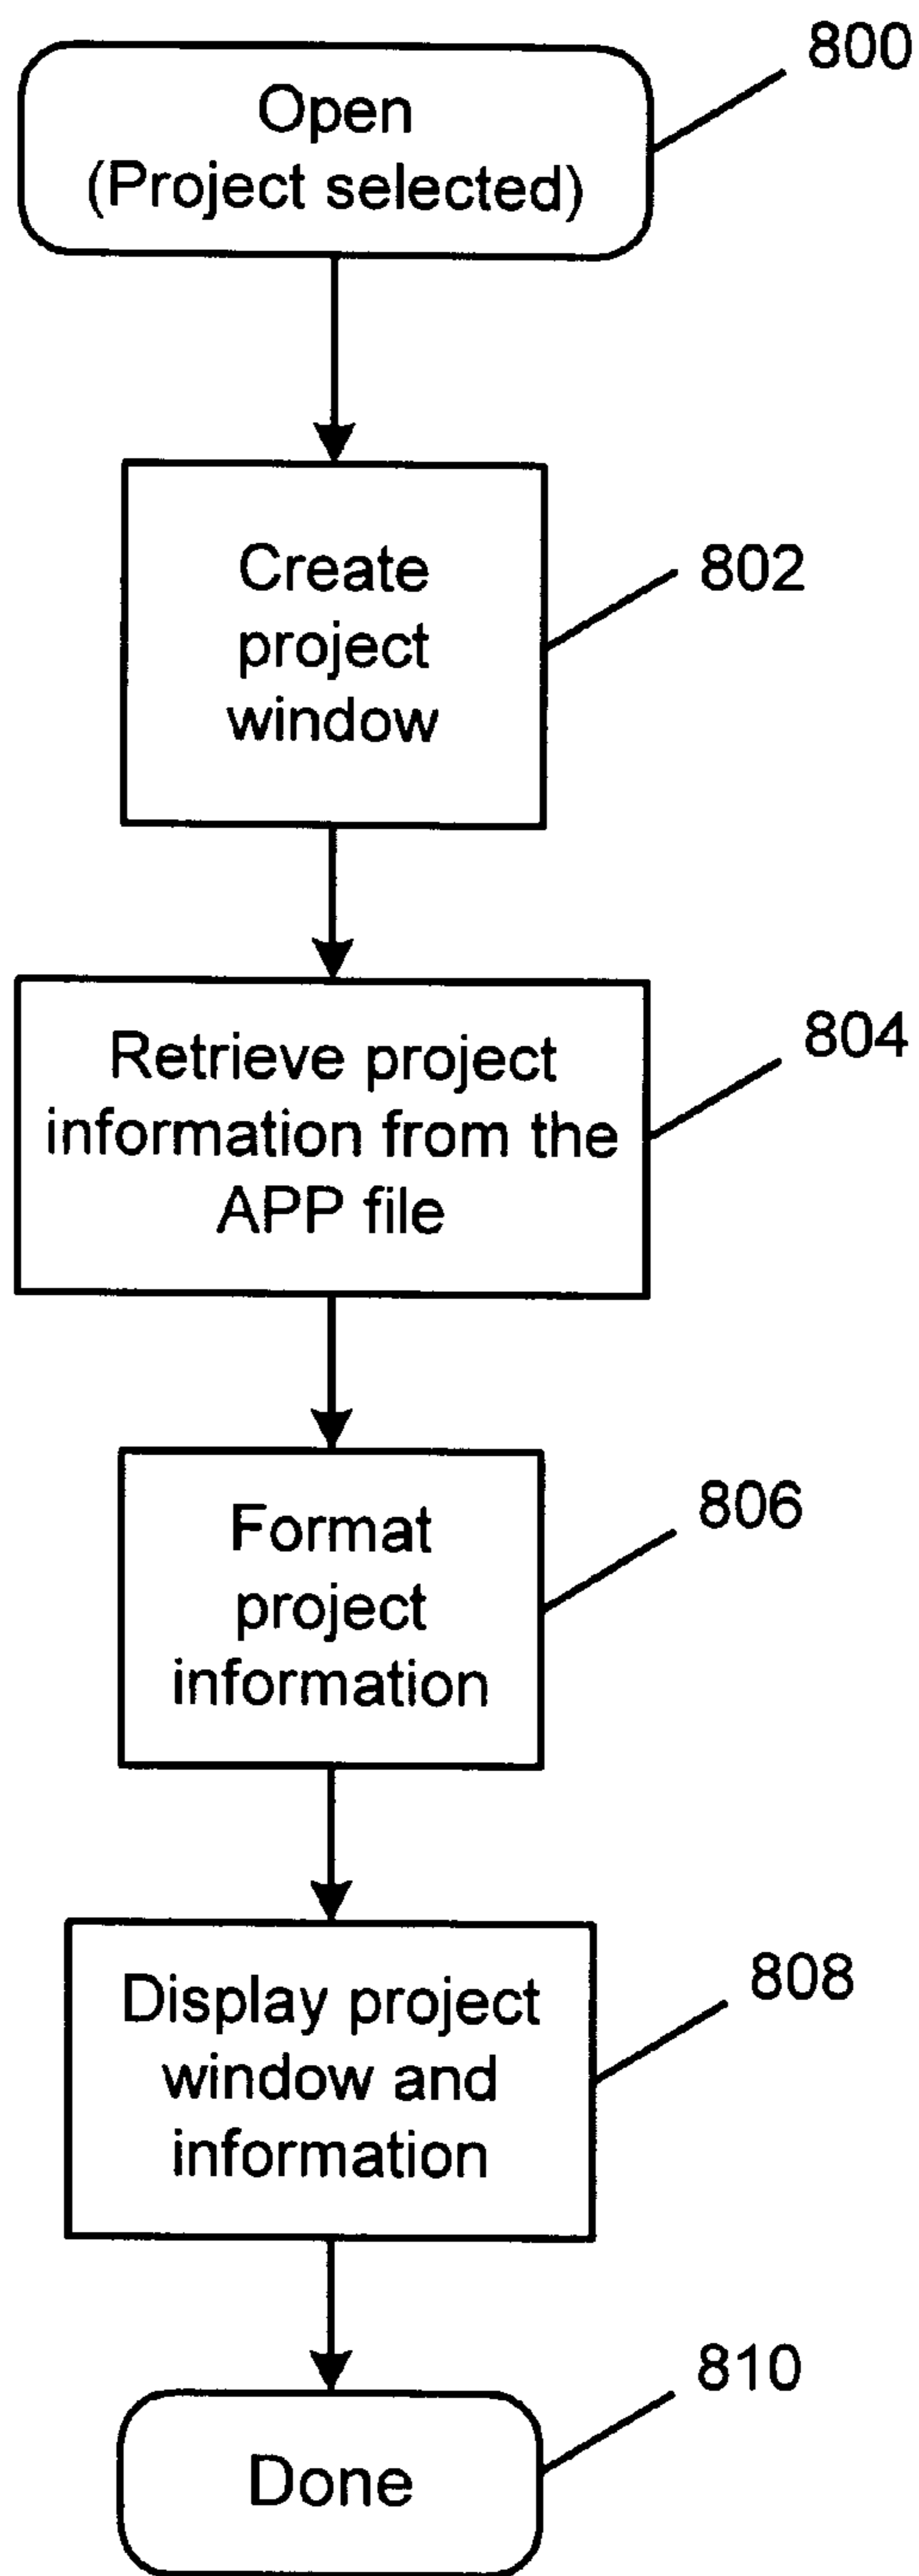 800
Open
(Project selected)
802
Create
project
window
804
Retrieve project
information from the
APP file
806
Format
project
information
808
Display project
window and
information
810
Done